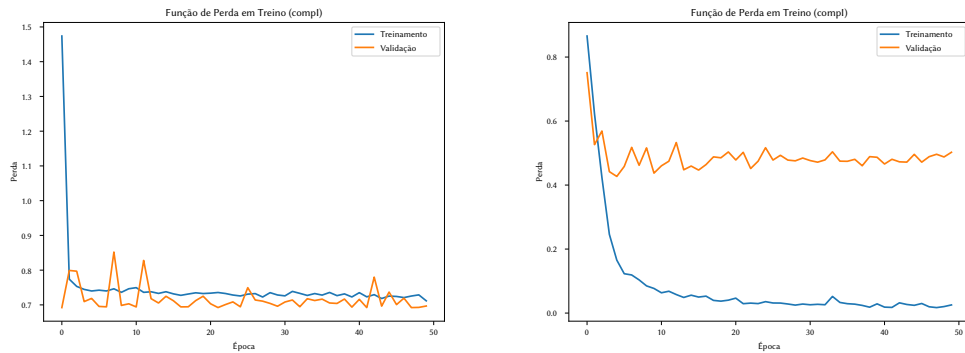 Função de Perda em Treino (compl)
Treinamento
Validação
1.5
1.4
1.3
1.2
1.1
1.0
0.9
0.8
0.7
Perda
0
10
20
30
40
50
Época
Função de Perda em Treino (compl)
Treinamento
Validação
0.8
0.6
0.4
0.2
0.0
Perda
0
10
20
30
40
50
Época